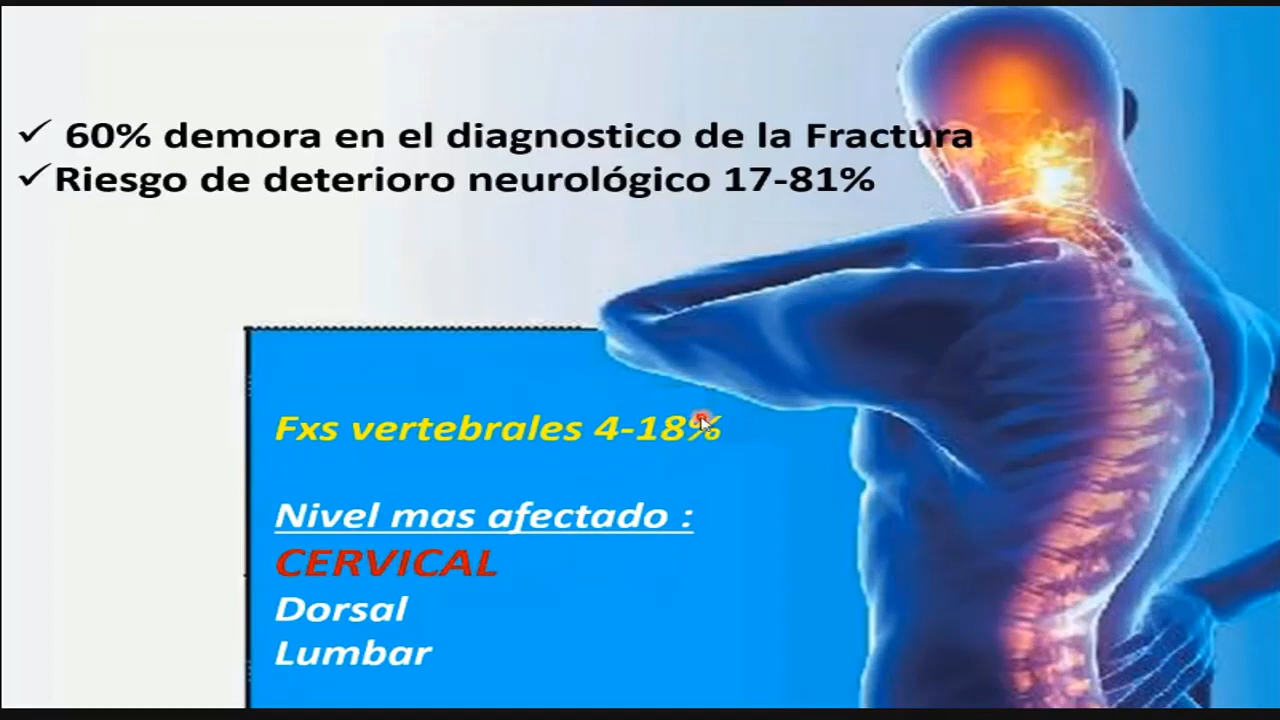 ✓ 60% demora en el diagnostico de la Fractura
✓Riesgo de deterioro neurológico 17-81%
Fxs vertebrales 4-18%
Nivel mas afectado :
CERVICAL
Dorsal
Lumbar